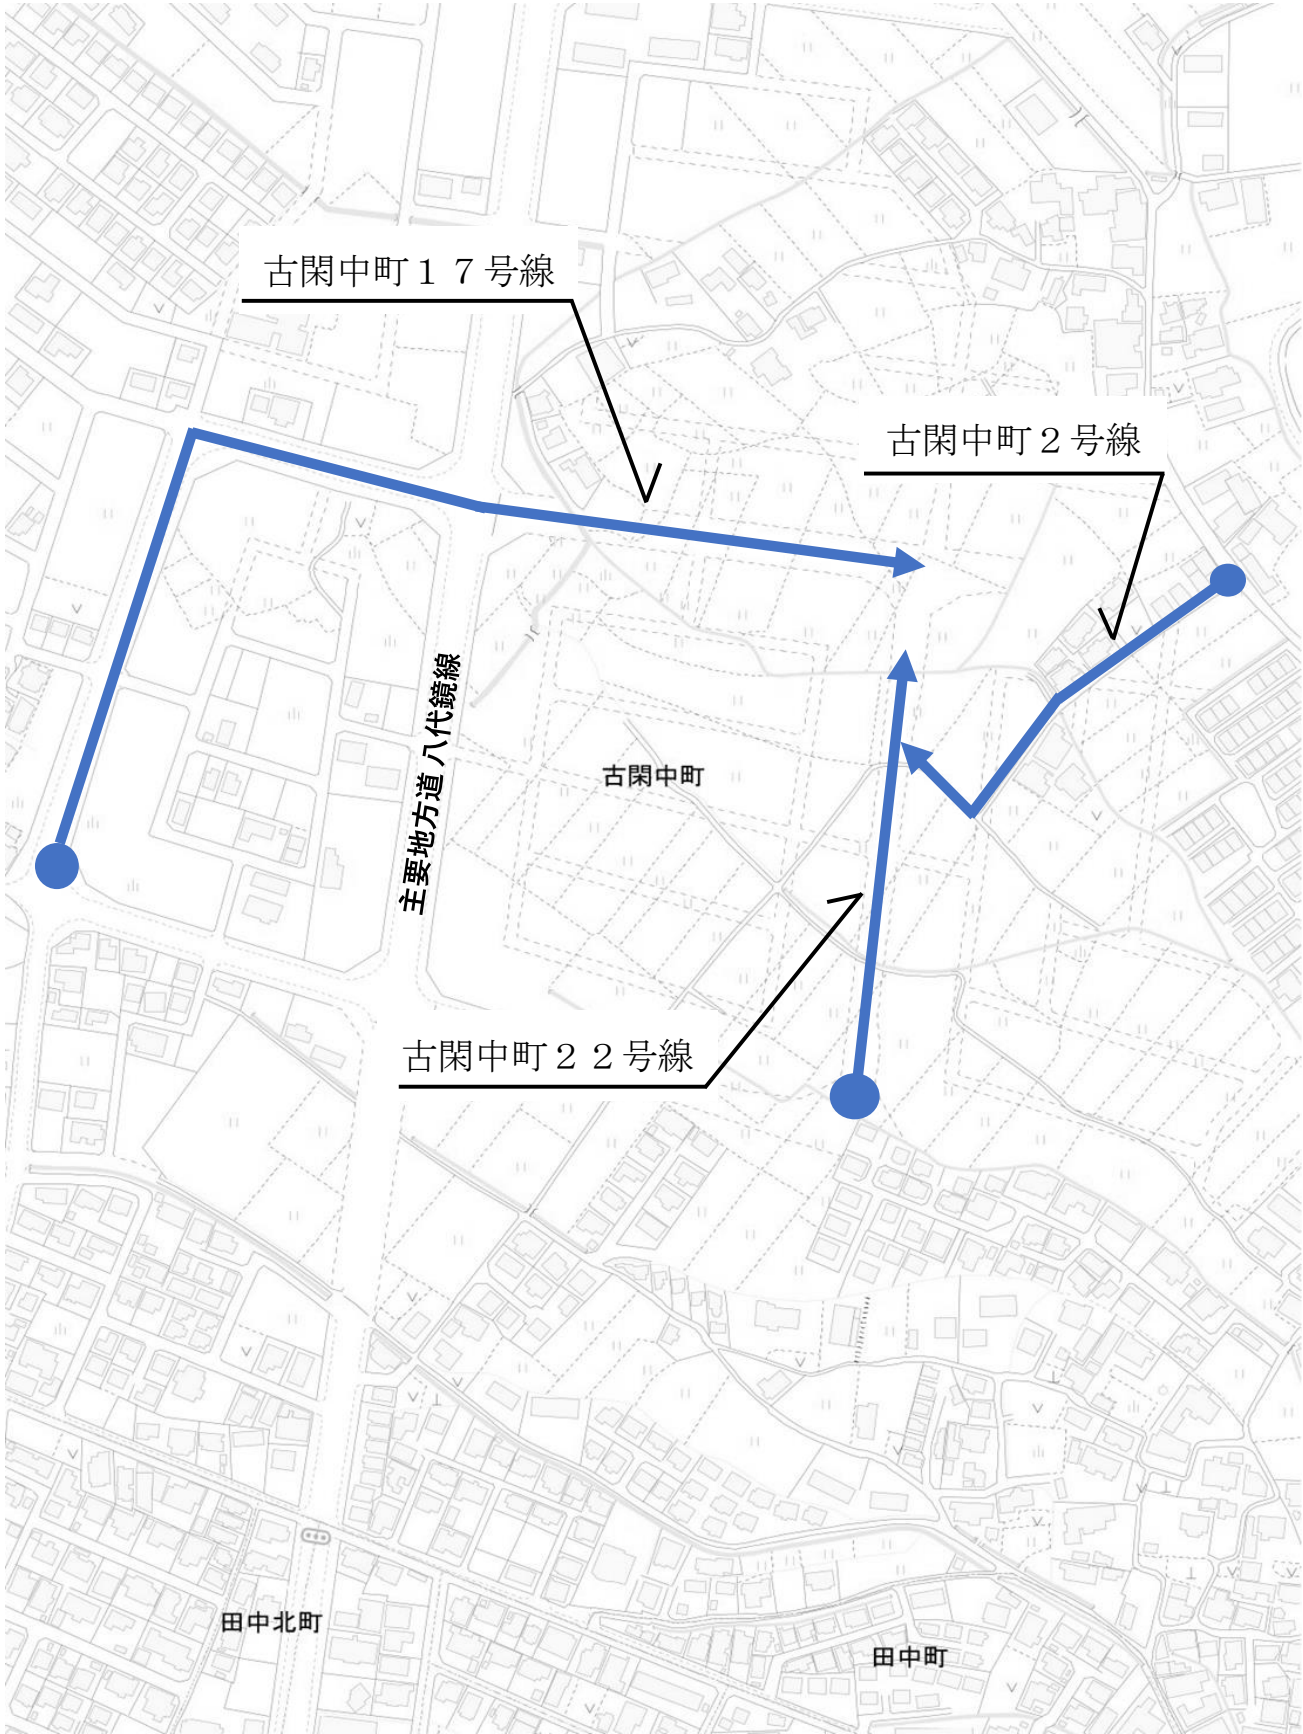 古閑中町１７号線
古閑中町２号線
主要地方道 八代鏡線
古閑中町
古閑中町２２号線
田中北町
田中町